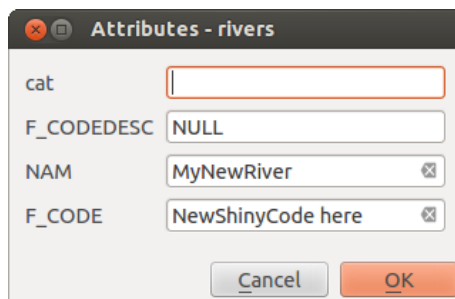 Attributes - rivers
cat
F_CODEDESC NULL
NAM MyNewRiver
F_CODE NewShinyCode here
Cancel OK